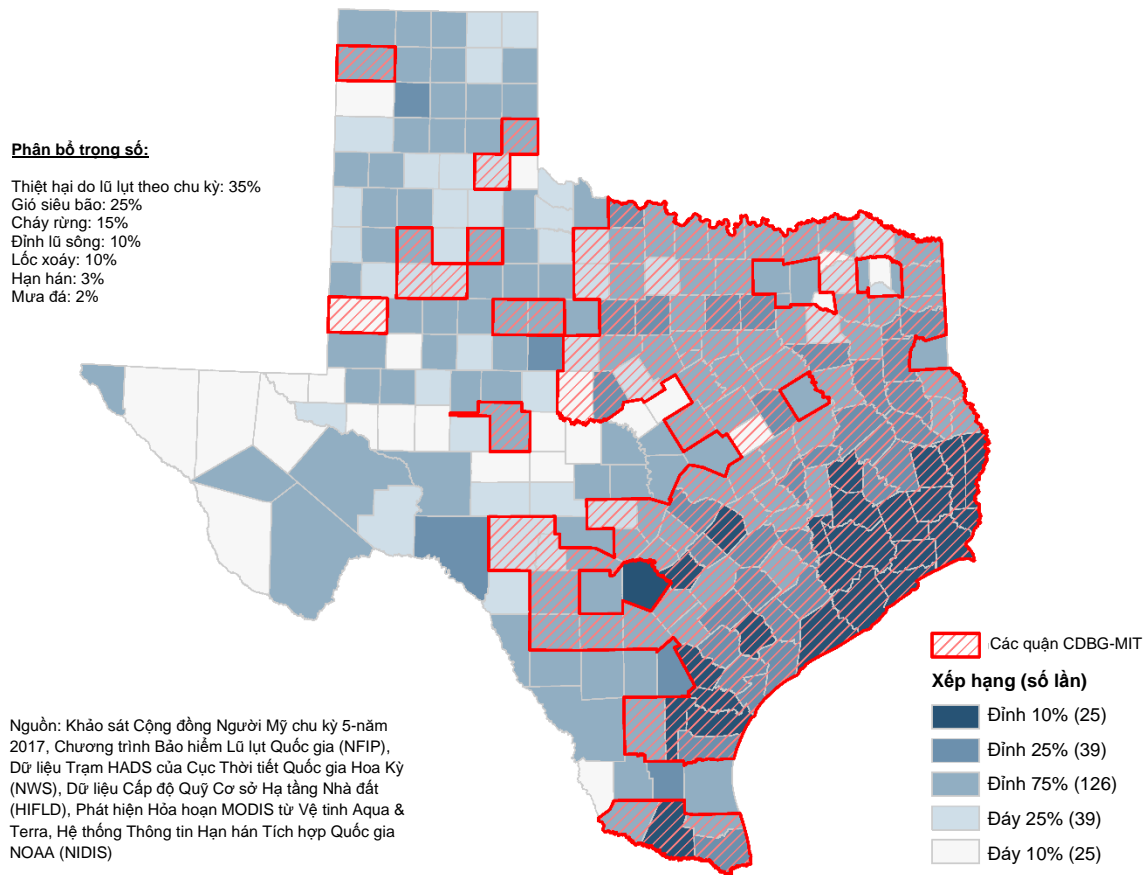 Phân bổ trọng số:
Thiệt hại do lũ lụt theo chu kỳ: 35%
Gió siêu bão: 25%
Cháy rừng: 15%
Đỉnh lũ sông: 10%
Lốc xoáy: 10%
Hạn hán: 3%
Mưa đá: 2%
Nguồn: Khảo sát Cộng đồng Người Mỹ chu kỳ 5-năm
2017, Chương trình Bảo hiểm Lũ lụt Quốc gia (NFIP),
Dữ liệu Trạm HADS của Cục Thời tiết Quốc gia Hoa Kỳ
(NWS), Dữ liệu Cấp độ Quỹ Cơ sở Hạ tầng Nhà đất
(HIFLD), Phát hiện Hỏa hoạn MODIS từ Vệ tinh Aqua &
Terra, Hệ thống Thông tin Hạn hán Tích hợp Quốc gia
NOAA (NIDIS)
Các quận CDBG-MIT
Xếp hạng (số lần)
Đỉnh 10% (25)
Đỉnh 25% (39)
Đỉnh 75% (126)
Đáy 25% (39)
Đáy 10% (25)